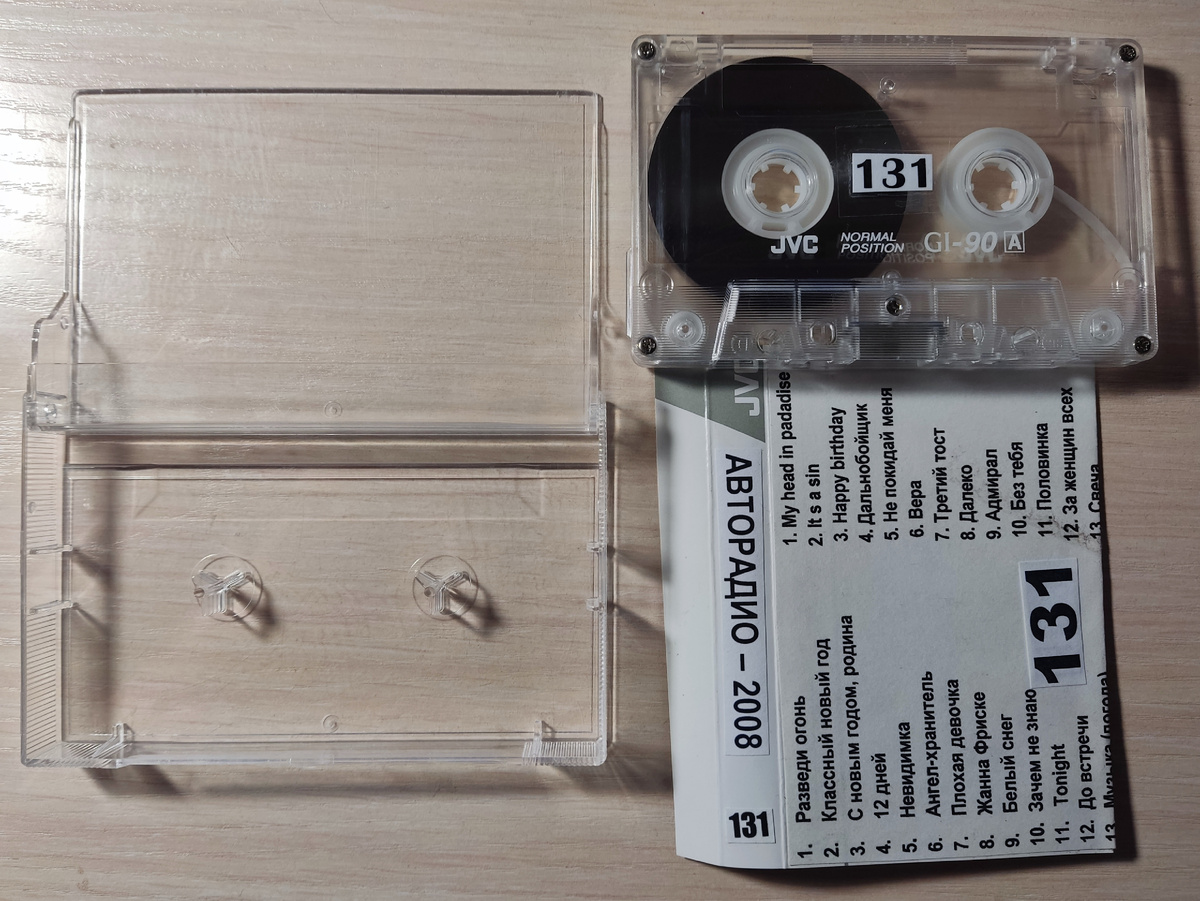 131
JVC
NORMAL
POSITION
GI-90 A
JVC
АВТОРАДИО – 2008
131
1. Разведи огонь
2. Классный новый год
3. С новым годом, родина
4. 12 дней
5. Невидимка
6. Ангел-хранитель
7. Плохая девочка
8. Жанна Фриске
9. Белый снег
10. Зачем не знаю
11. Tonight
12. До встречи
13. Музыка (погода)
1. My head in padadise
2. It s a sin
3. Happy birthday
4. Дальнобойщик
5. Не покидай меня
6. Вера
7. Третий тост
8. Далеко
9. Адмирал
10. Без тебя
11. Половинка
12. За женщин всех
13. Свеча
131